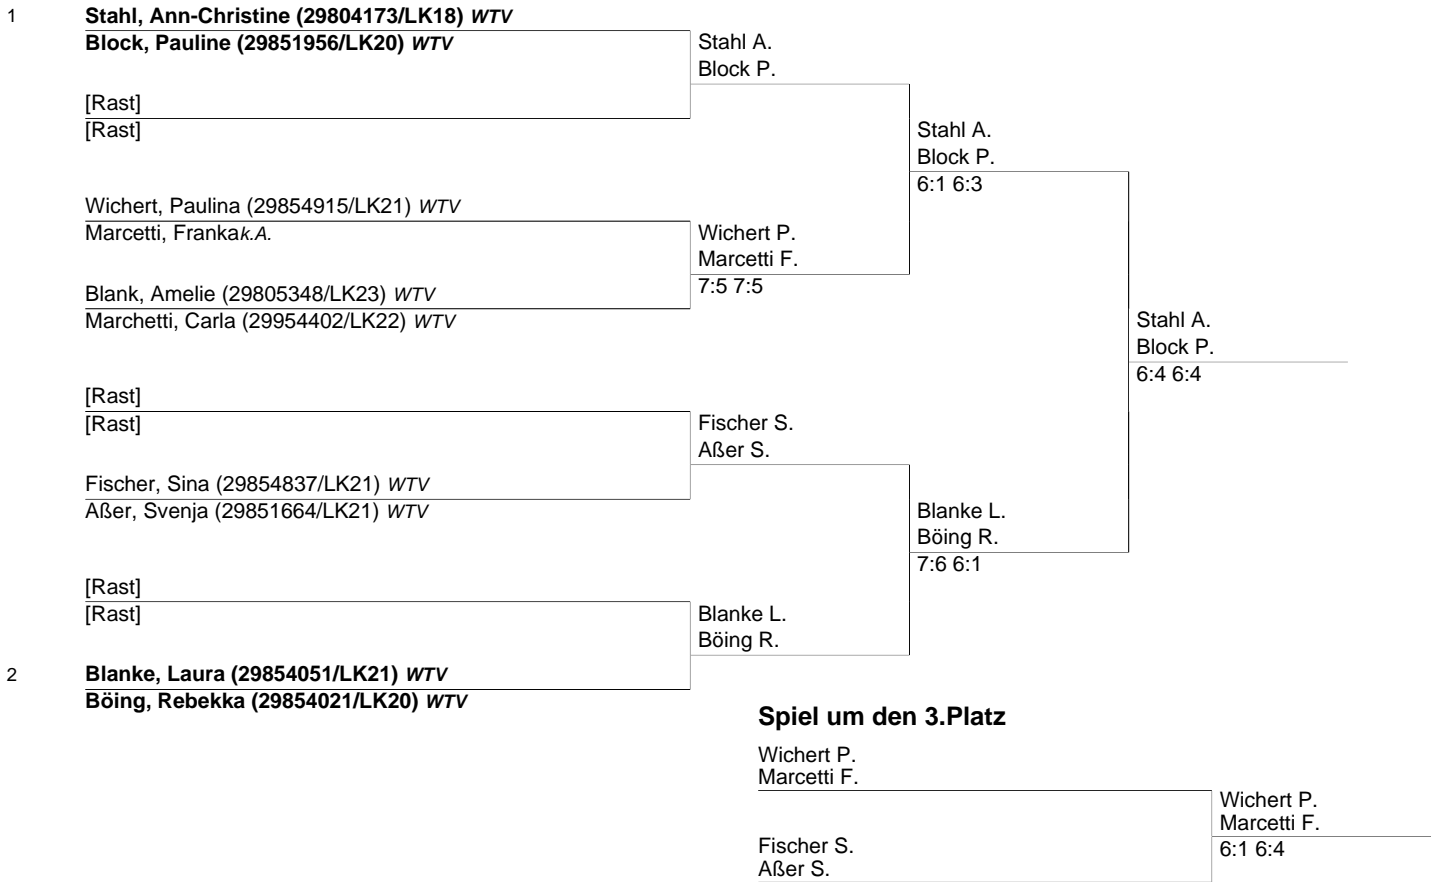 1
Stahl, Ann-Christine (29804173/LK18) WTV
Block, Pauline (29851956/LK20) WTV
Stahl A.
Block P.
[Rast]
[Rast]
Stahl A.
Block P.
6:1 6:3
Wichert, Paulina (29854915/LK21) WTV
Marcetti, Frankak.A.
Wichert P.
Marcetti F.
7:5 7:5
Blank, Amelie (29805348/LK23) WTV
Marchetti, Carla (29954402/LK22) WTV
Stahl A.
Block P.
6:4 6:4
[Rast]
[Rast]
Fischer S.
Aßer S.
Fischer, Sina (29854837/LK21) WTV
Aßer, Svenja (29851664/LK21) WTV
Blanke L.
Böing R.
7:6 6:1
[Rast]
[Rast]
Blanke L.
Böing R.
2
Blanke, Laura (29854051/LK21) WTV
Böing, Rebekka (29854021/LK20) WTV
Spiel um den 3.Platz
Wichert P.
Marcetti F.
Wichert P.
Marcetti F.
6:1 6:4
Fischer S.
Aßer S.